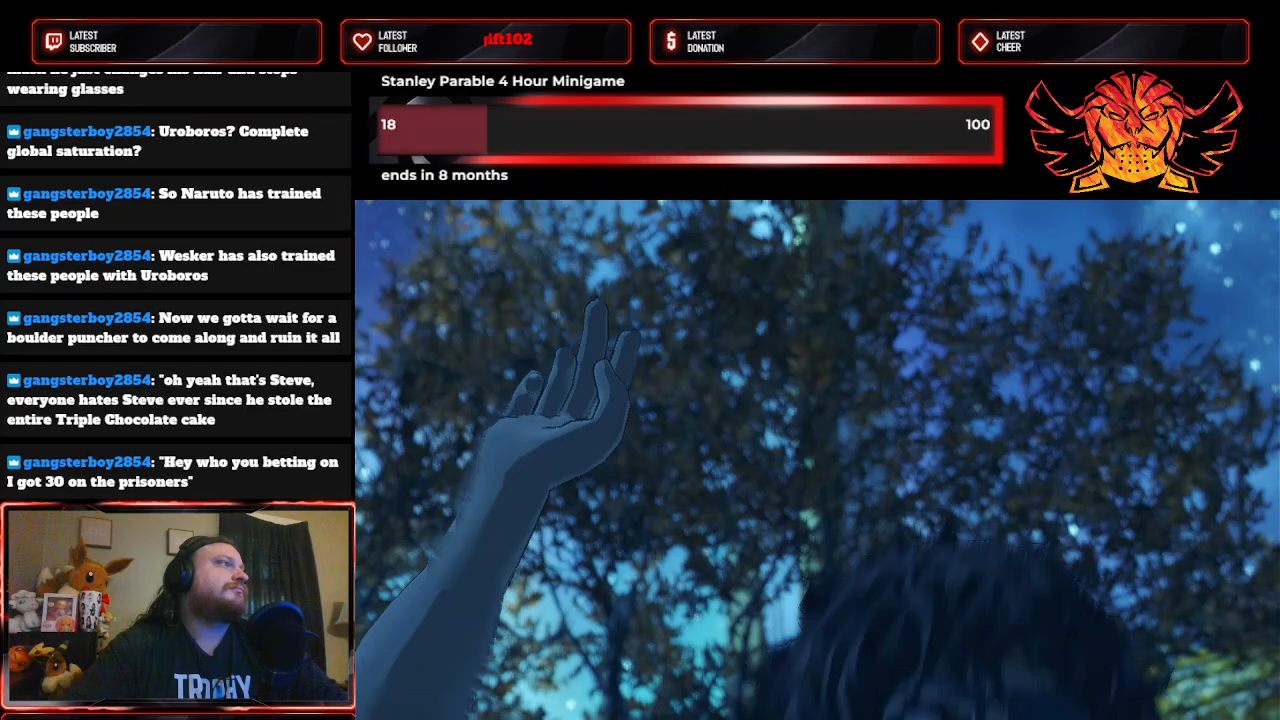 LATEST
SUBSCRIBER
LATEST
FOLLOWER
jift102
LATEST
DONATION
LATEST
CHEER
Stanley Parable 4 Hour Minigame
18
100
ends in 8 months
wearing glasses
gangsterboy2854: Uroboros? Complete
global saturation?
gangsterboy2854: So Naruto has trained
these people
gangsterboy2854: Wesker has also trained
these people with Uroboros
gangsterboy2854: Now we gotta wait for a
boulder puncher to come along and ruin it all
gangsterboy2854: "oh yeah that's Steve,
everyone hates Steve ever since he stole the
entire Triple Chocolate cake
gangsterboy2854: "Hey who you betting on
I got 30 on the prisoners"